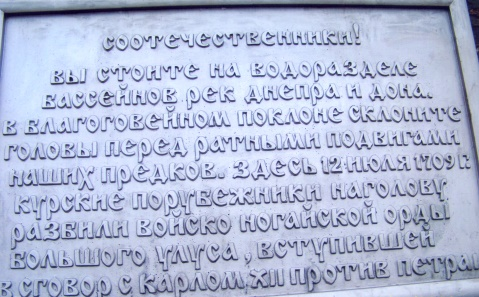 соотечественники!
вы стоите на водоразделе
бассейнов рек днепра и дона.
в благоговейном поклоне склоните
головы перед ратными подвигами
наших предков. здесь 12 июля 1709 г.
курские порубежники наголову
разбили войско ногайской орды
большого улуса, вступившей
в сговор с карлом XII против петра